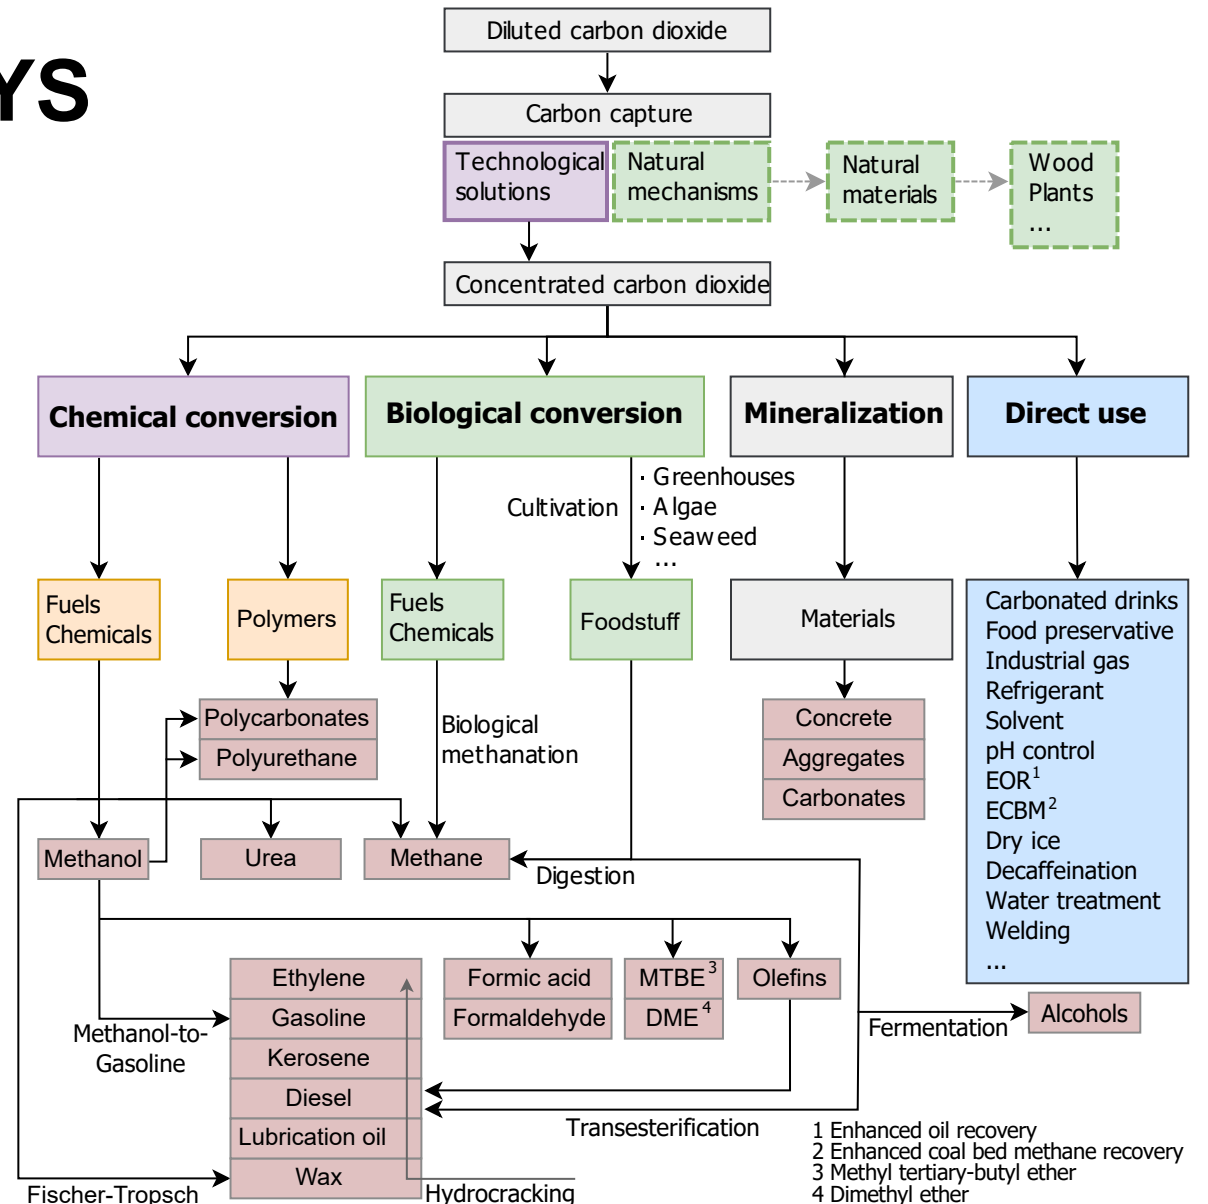 YS
Diluted carbon dioxide
Carbon capture
Technological
solutions
Natural
mechanisms
Natural
materials
Wood
Plants
...
Concentrated carbon dioxide
Chemical conversion
Biological conversion
Mineralization
Direct use
Cultivation
· Greenhouses
· Algae
· Seaweed
...
Fuels
Chemicals
Polymers
Fuels
Chemicals
Foodstuff
Materials
Carbonated drinks
Food preservative
Industrial gas
Refrigerant
Solvent
pH control
EOR1
ECBM2
Dry ice
Decaffeination
Water treatment
Welding
...
Polycarbonates
Polyurethane
Biological
methanation
Concrete
Aggregates
Carbonates
Methanol
Urea
Methane
Digestion
Ethylene
Gasoline
Kerosene
Diesel
Lubrication oil
Wax
Formic acid
Formaldehyde
MTBE3
DME4
Olefins
Methanol-to-
Gasoline
Fermentation
Alcohols
Transesterification
Fischer-Tropsch
Hydrocracking
1 Enhanced oil recovery
2 Enhanced coal bed methane recovery
3 Methyl tertiary-butyl ether
4 Dimethyl ether